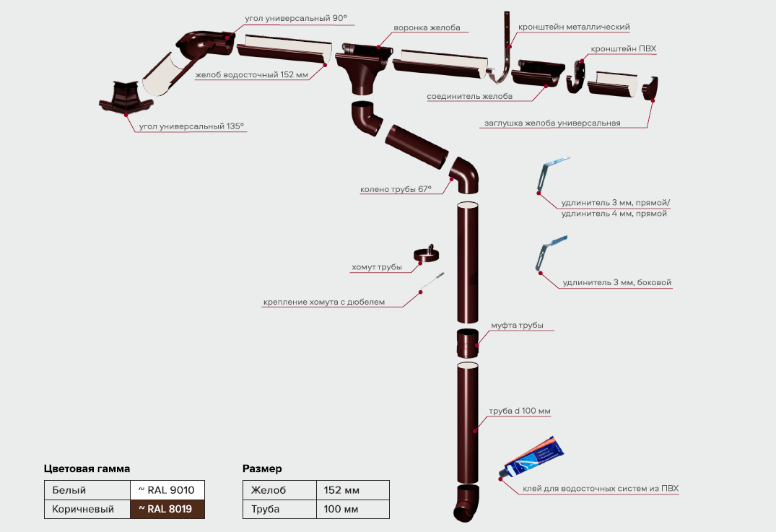 угол универсальный 90°
воронка желоба
кронштейн металлический
кронштейн ПВХ
желоб водосточный 152 мм
соединитель желоба
угол универсальный 135°
заглушка желоба универсальная
колено трубы 67°
удлинитель 3 мм, прямой/
удлинитель 4 мм, прямой
хомут трубы
удлинитель 3 мм, боковой
крепление хомута с дюбелем
муфта трубы
труба d 100 мм
клей для водосточных систем из ПВХ
Цветовая гамма
Белый ~ RAL 9010
Коричневый ~ RAL 8019
Размер
Желоб 152 мм
Труба 100 мм